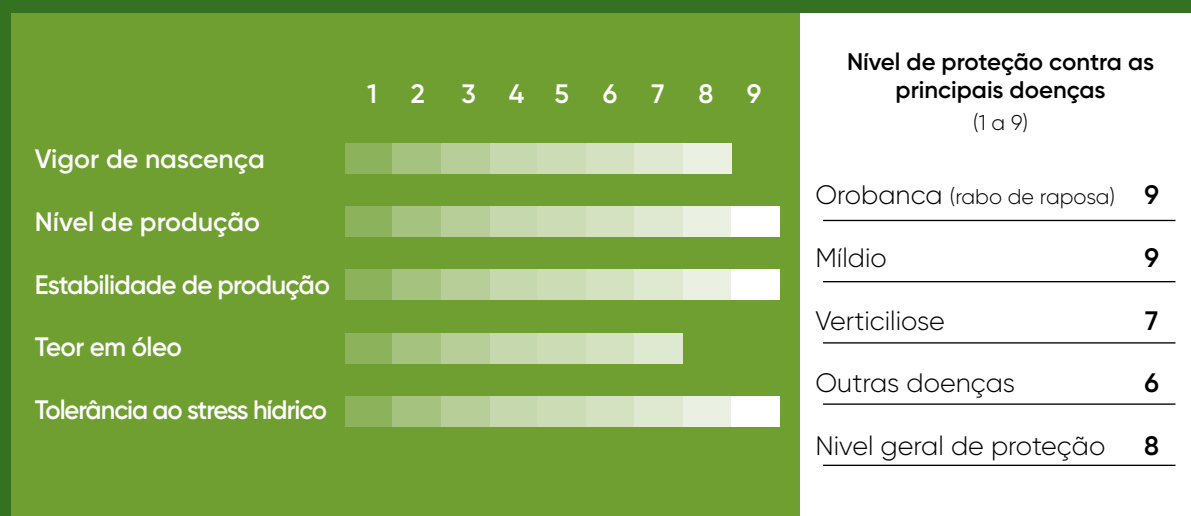 1 2 3 4 5 6 7 8 9
Vigor de nascença
Nível de produção
Estabilidade de produção
Teor em óleo
Tolerância ao stress hídrico
Nível de proteção contra as
principais doenças
(1 a 9)
Orobanca (rabo de raposa) 9
Míldio 9
Verticiliose 7
Outras doenças 6
Nivel geral de proteção 8